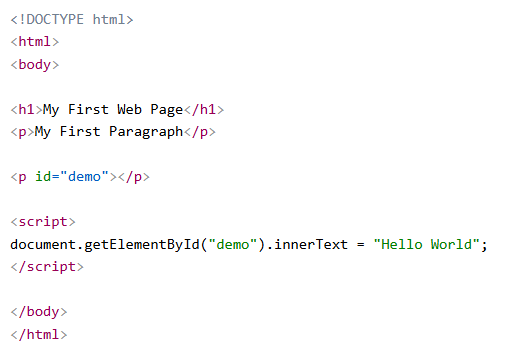 <!DOCTYPE html>
<html>
<body>
<h1>My First Web Page</h1>
<p>My First Paragraph</p>
<p id="demo"></p>
<script>
document.getElementById("demo").innerText = "Hello World";
</script>
</body>
</html>